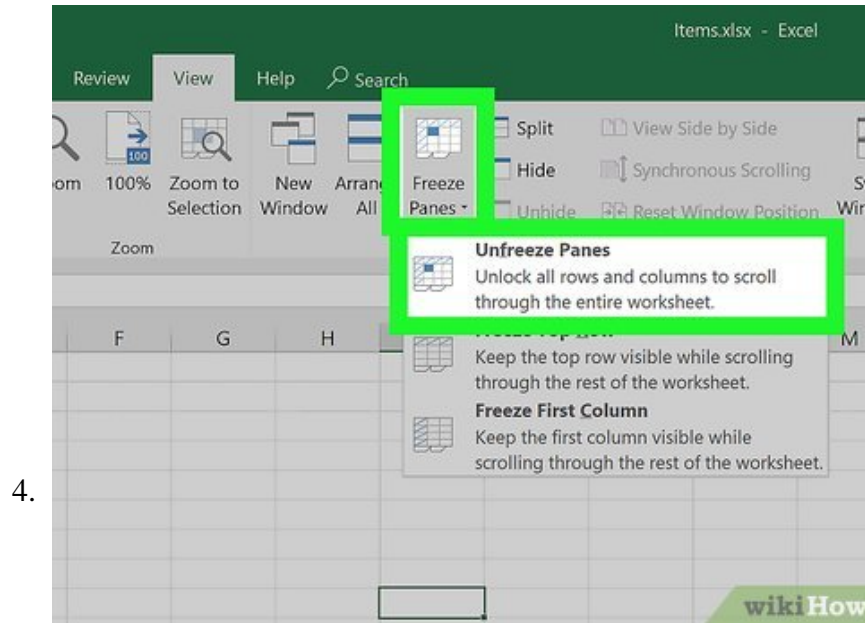 Items.xlsx - Excel
Review View Help Search
100% Zoom to Selection New Window All Freeze Panes Split View Side by Side
Hide Synchronous Scrolling
Unhide Reset Window Position
100
Zoom
Unfreeze Panes
Unlock all rows and columns to scroll
through the entire worksheet.
Keep the top row visible while scrolling
through the rest of the worksheet.
Freeze First Column
Keep the first column visible while
scrolling through the rest of the worksheet.
F G H M
4.
wikiHow